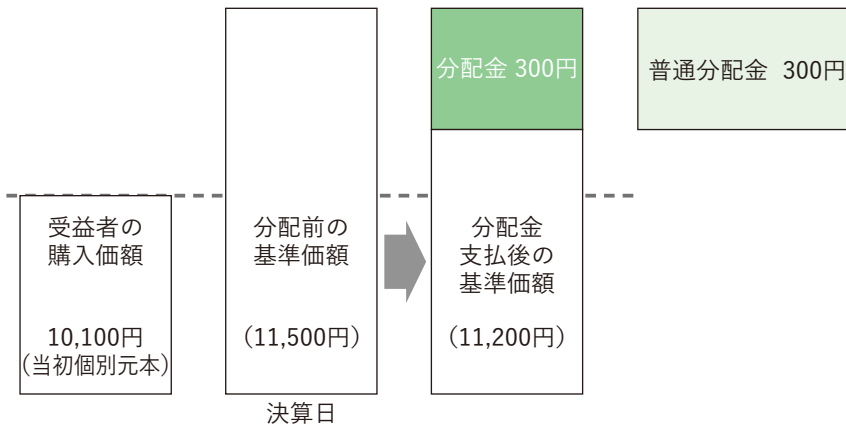 分配金 300円
普通分配金 300円
受益者の
購入価額
10,100円
（当初個別元本）
分配前の
基準価額
（11,500円）
分配金
支払後の
基準価額
（11,200円）
決算日